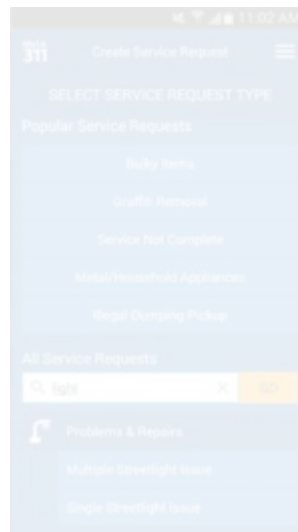 11:02 AM
311
Create Service Request
SELECT SERVICE REQUEST TYPE
Popular Service Requests
Bulky Items
Graffiti Removal
Service Not Complete
Metal/Household Appliances
Illegal Dumping Pickup
All Service Requests
light
GO
Problems & Repairs
Multiple Streetlight Issue
Single Streetlight Issue